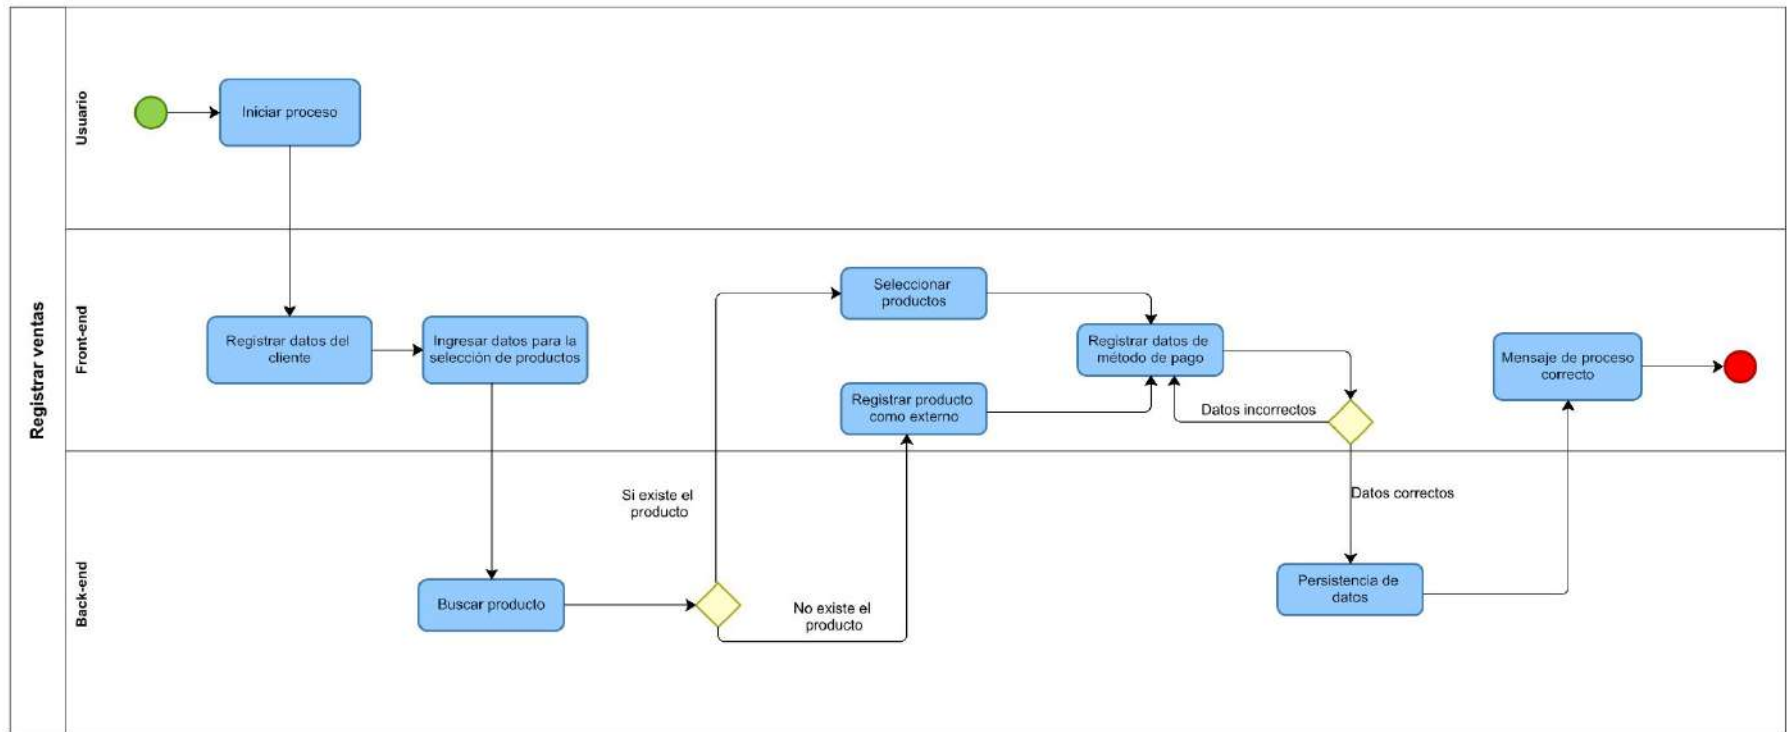 Registrar ventas
Usuario
Iniciar proceso
Front-end
Registrar datos del
cliente
Ingresar datos para la
selección de productos
Seleccionar
productos
Registrar producto
como externo
Registrar datos de
método de pago
Datos incorrectos
Mensaje de proceso
correcto
Back-end
Buscar producto
Si existe el
producto
No existe el
producto
Datos correctos
Persistencia de
datos